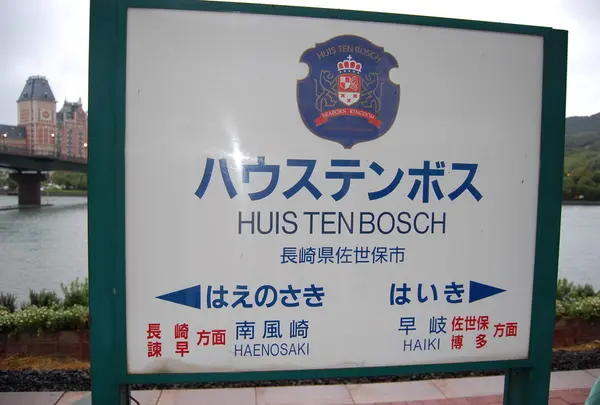 HUIS TEN BOSCH
SEABORN KINGDOM
ハウステンボス
HUIS TEN BOSCH
長崎県佐世保市
はえのさき はいき
長崎 諫早 方面 南風崎 HAENOSAKI
早岐 HAIKI 佐世保 博多 方面